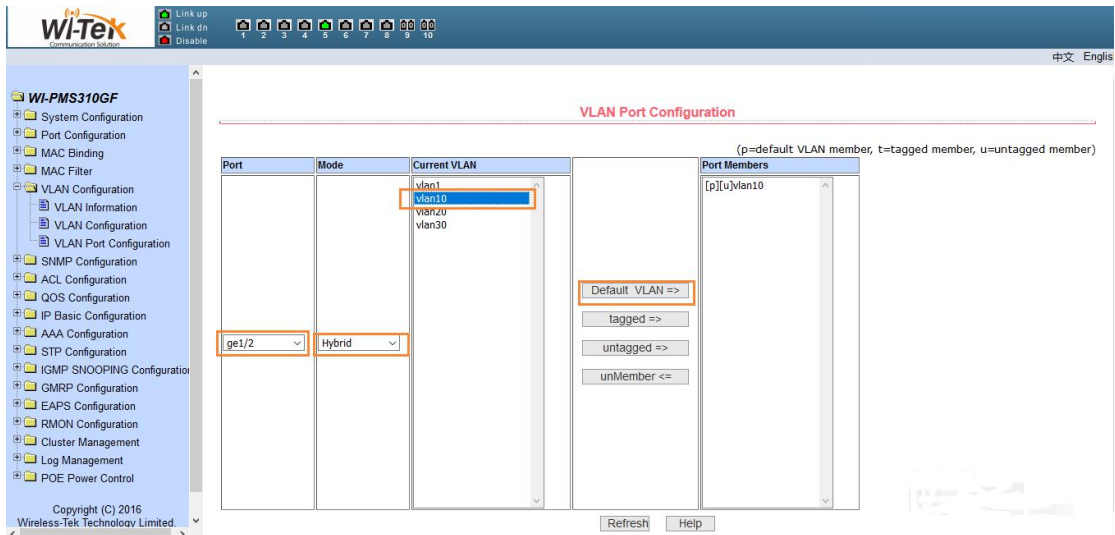 WI-TEK
Communication Solution
Link up
Link dn
Disable
1 2 3 4 5 6 7 8 9 10
中文 Englis
WI-PMS310GF
System Configuration
Port Configuration
MAC Binding
MAC Filter
VLAN Configuration
VLAN Information
VLAN Configuration
VLAN Port Configuration
SNMP Configuration
ACL Configuration
QOS Configuration
IP Basic Configuration
AAA Configuration
STP Configuration
IGMP SNOOPING Configuratio
GMRP Configuration
EAPS Configuration
RMON Configuration
Cluster Management
Log Management
POE Power Control
Copyright (C) 2016
Wireless-Tek Technology Limited.
VLAN Port Configuration
(p=default VLAN member, t=tagged member, u=untagged member)
Port Mode Current VLAN Port Members
ge1/2
Hybrid
vlan1
vlan10
vlan20
vlan30
Default VLAN =>
tagged =>
untagged =>
unMember <=
[p][u]vlan10
Refresh Help